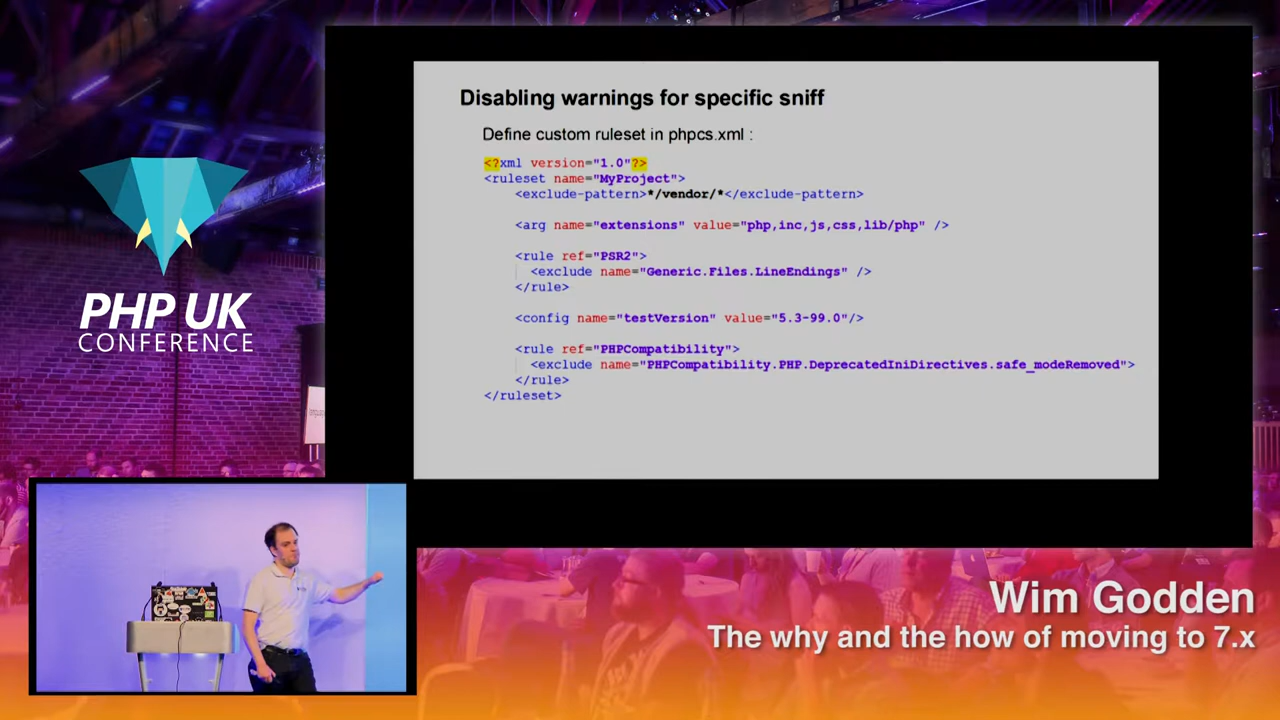 Disabling warnings for specific sniff
Define custom ruleset in phpcs.xml :
<?xml version="1.0"?>
<ruleset name="MyProject">
<exclude-pattern>*/vendor/*</exclude-pattern>
<arg name="extensions" value="php,inc,js,css,lib/php" />
<rule ref="PSR2">
<exclude name="Generic.Files.LineEndings" />
</rule>
<config name="testVersion" value="5.3-99.0"/>
<rule ref="PHPCompatibility">
<exclude name="PHPCompatibility.PHP.DeprecatedIniDirectives.safe_modeRemoved">
</rule>
</ruleset>
PHP UK
CONFERENCE
Wim Godden
The why and the how of moving to 7.x